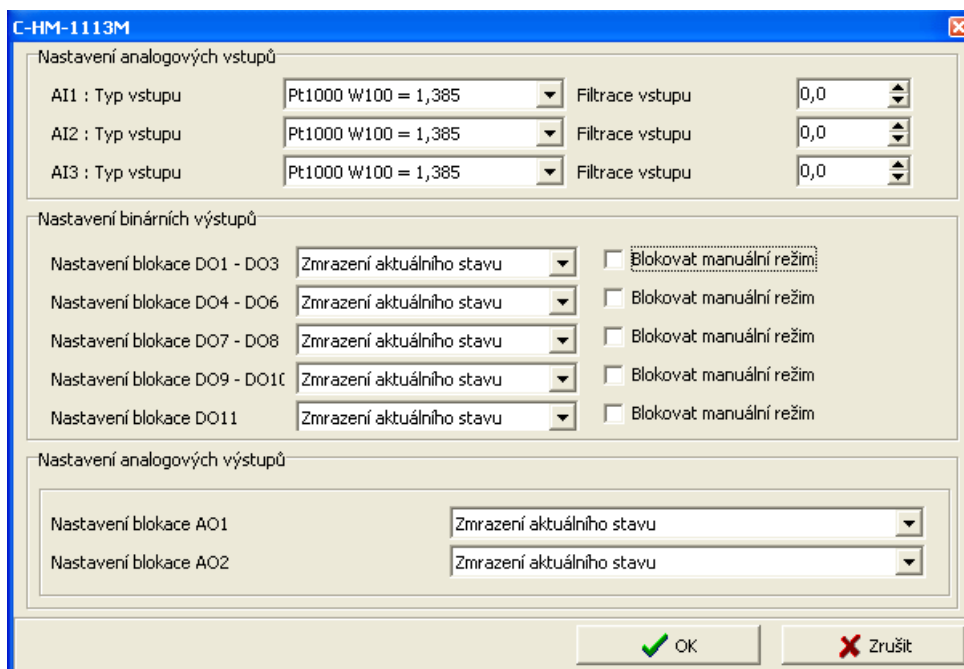 C-HM-1113M
Nastavení analogových vstupů
AI1 : Typ vstupu Pt1000 W100 = 1,385 Filtrace vstupu 0,0
AI2 : Typ vstupu Pt1000 W100 = 1,385 Filtrace vstupu 0,0
AI3 : Typ vstupu Pt1000 W100 = 1,385 Filtrace vstupu 0,0
Nastavení binárních výstupů
Nastavení blokace DO1 - DO3 Zmrazení aktuálního stavu Blokovat manuální režim
Nastavení blokace DO4 - DO6 Zmrazení aktuálního stavu Blokovat manuální režim
Nastavení blokace DO7 - DO8 Zmrazení aktuálního stavu Blokovat manuální režim
Nastavení blokace DO9 - DO10 Zmrazení aktuálního stavu Blokovat manuální režim
Nastavení blokace DO11 Zmrazení aktuálního stavu Blokovat manuální režim
Nastavení analogových výstupů
Nastavení blokace AO1 Zmrazení aktuálního stavu
Nastavení blokace AO2 Zmrazení aktuálního stavu
OK Zrušit